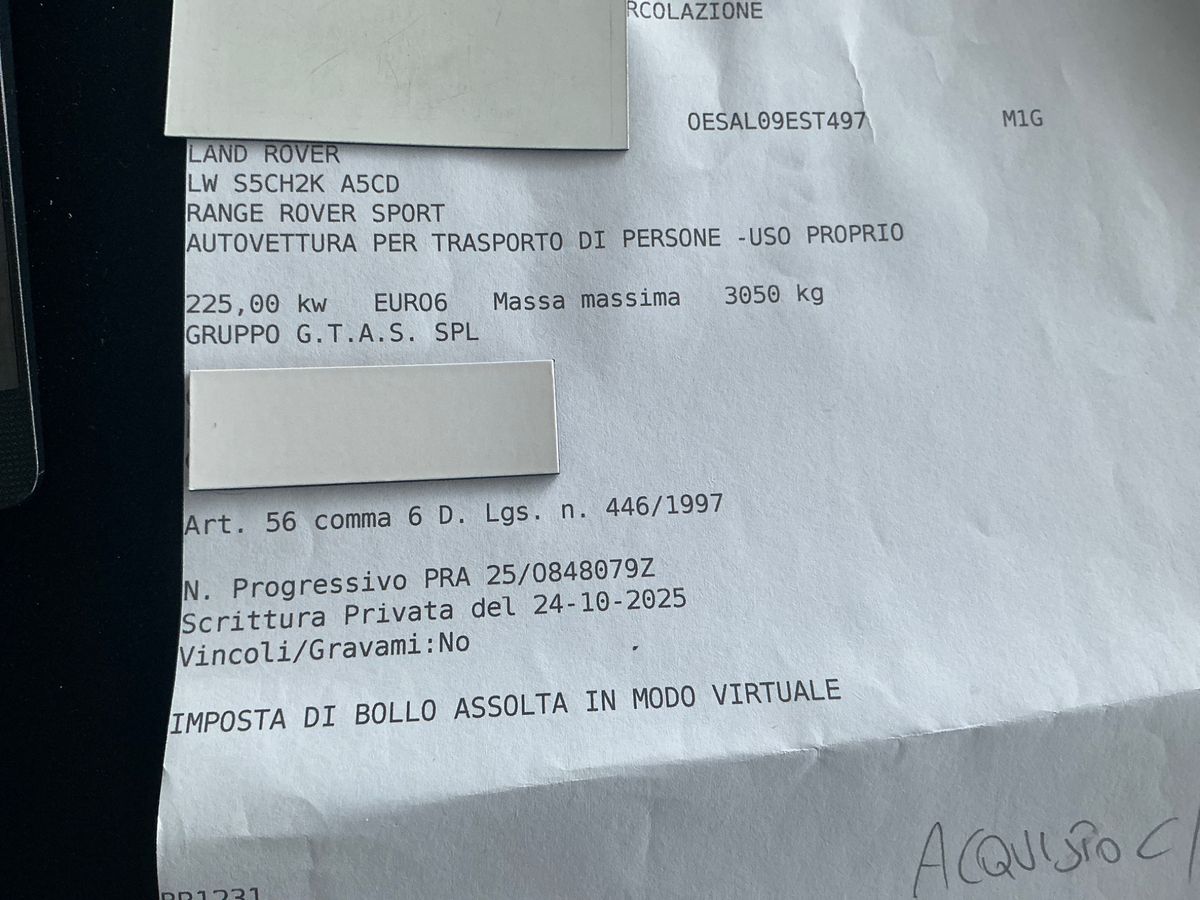 RCOLAZIONE
OESAL09EST497 M1G
LAND ROVER
LW S5CH2K A5CD
RANGE ROVER SPORT
AUTOVETTURA PER TRASPORTO DI PERSONE -USO PROPRIO
225,00 kw EURO6 Massa massima 3050 kg
GRUPPO G.T.A.S. SPL
Art. 56 comma 6 D. Lgs. n. 446/1997
N. Progressivo PRA 25/0848079Z
Scrittura Privata del 24-10-2025
Vincoli/Gravami:No
IMPOSTA DI BOLLO ASSOLTA IN MODO VIRTUALE
ACQUISTO C/